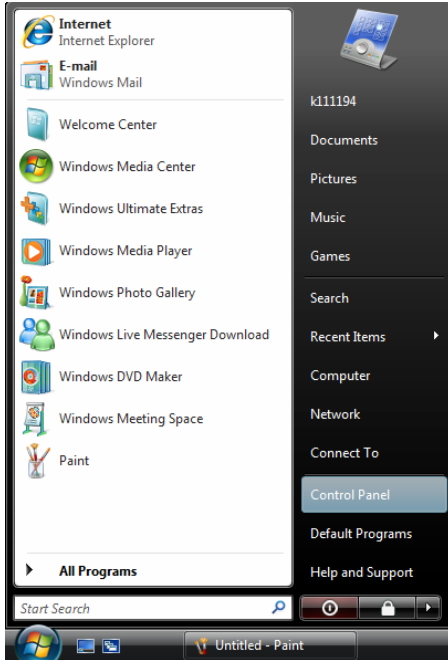 Internet
Internet Explorer
E-mail
Windows Mail
Welcome Center
Windows Media Center
Windows Ultimate Extras
Windows Media Player
Windows Photo Gallery
Windows Live Messenger Download
Windows DVD Maker
Windows Meeting Space
Paint
All Programs
Start Search
k111194
Documents
Pictures
Music
Games
Search
Recent Items
Computer
Network
Connect To
Control Panel
Default Programs
Help and Support
Untitled - Paint